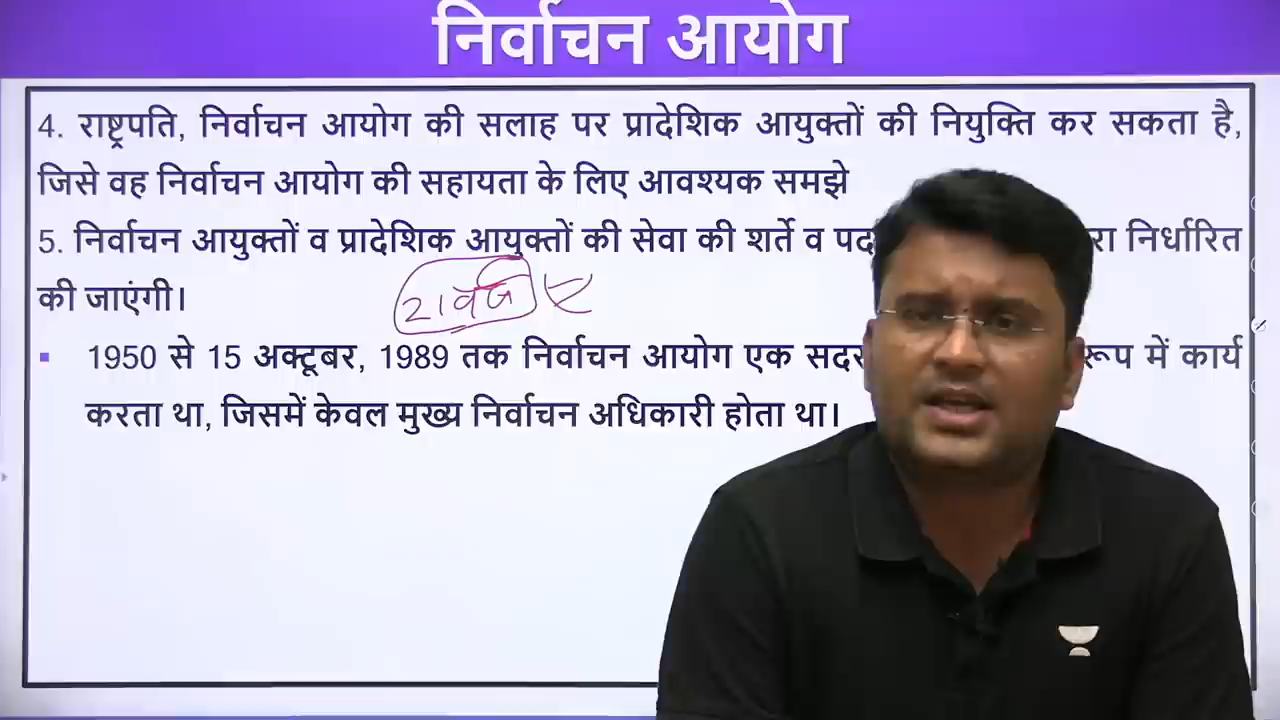 निर्वाचन आयोग
4. राष्ट्रपति, निर्वाचन आयोग की सलाह पर प्रादेशिक आयुक्तों की नियुक्ति कर सकता है,
जिसे वह निर्वाचन आयोग की सहायता के लिए आवश्यक समझे
5. निर्वाचन आयुक्तों व प्रादेशिक आयुक्तों की सेवा की शर्ते व निर्धारित
की जाएंगी।
1950 से 15 अक्टूबर, 1989 तक निर्वाचन आयोग एक रूप में कार्य
करता था, जिसमें केवल मुख्य निर्वाचन अधिकारी होता था।